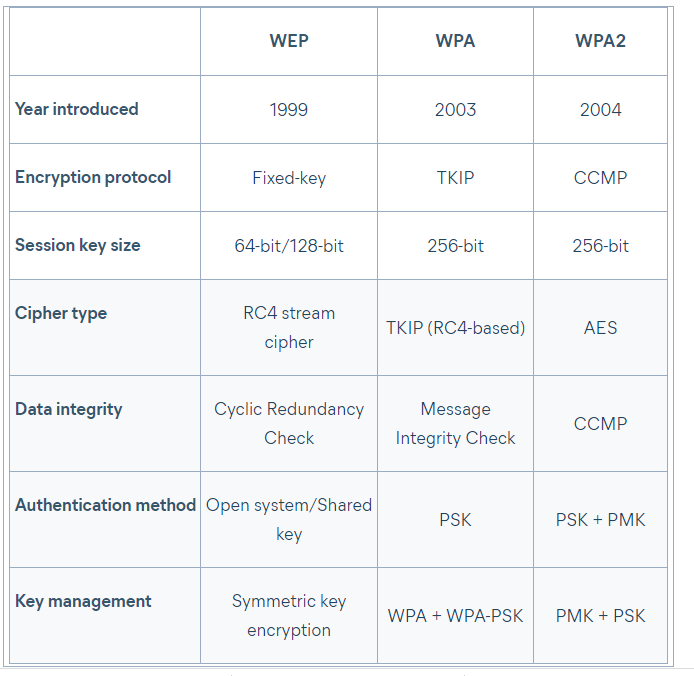 WEP WPA WPA2
Year introduced 1999 2003 2004
Encryption protocol Fixed-key TKIP CCMP
Session key size 64-bit/128-bit 256-bit 256-bit
Cipher type RC4 stream
cipher TKIP (RC4-based) AES
Data integrity Cyclic Redundancy
Check Message
Integrity Check CCMP
Authentication method Open system/Shared
key PSK PSK + PMK
Key management Symmetric key
encryption WPA + WPA-PSK PMK + PSK